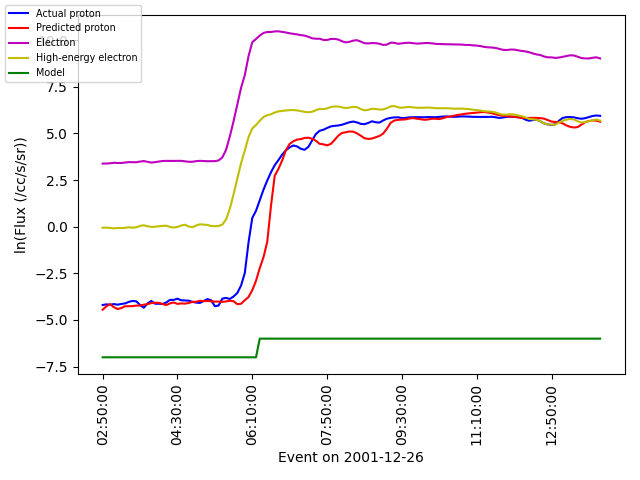 Actual proton
Predicted proton
Electron
High-energy electron
Model
7.5
5.0
2.5
0.0
−2.5
−5.0
−7.5
ln(Flux (/cc/s/sr))
02:50:00
04:30:00
06:10:00
07:50:00
09:30:00
11:10:00
12:50:00
Event on 2001-12-26